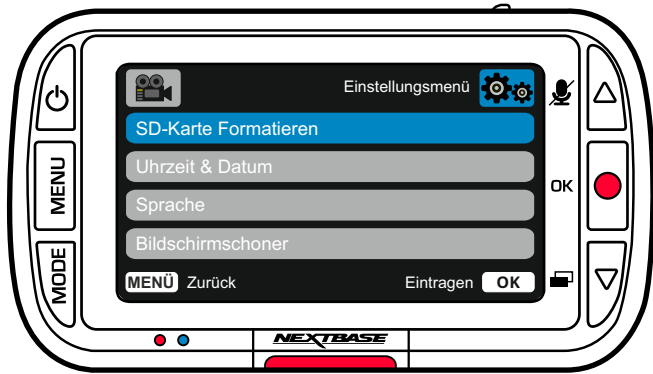 Einstellungsmenü
SD-Karte Formatieren
Uhrzeit & Datum
Sprache
Bildschirmschoner
MENÜ Zurück Eintragen OK
MENU
MODE
OK
NEXTBASE